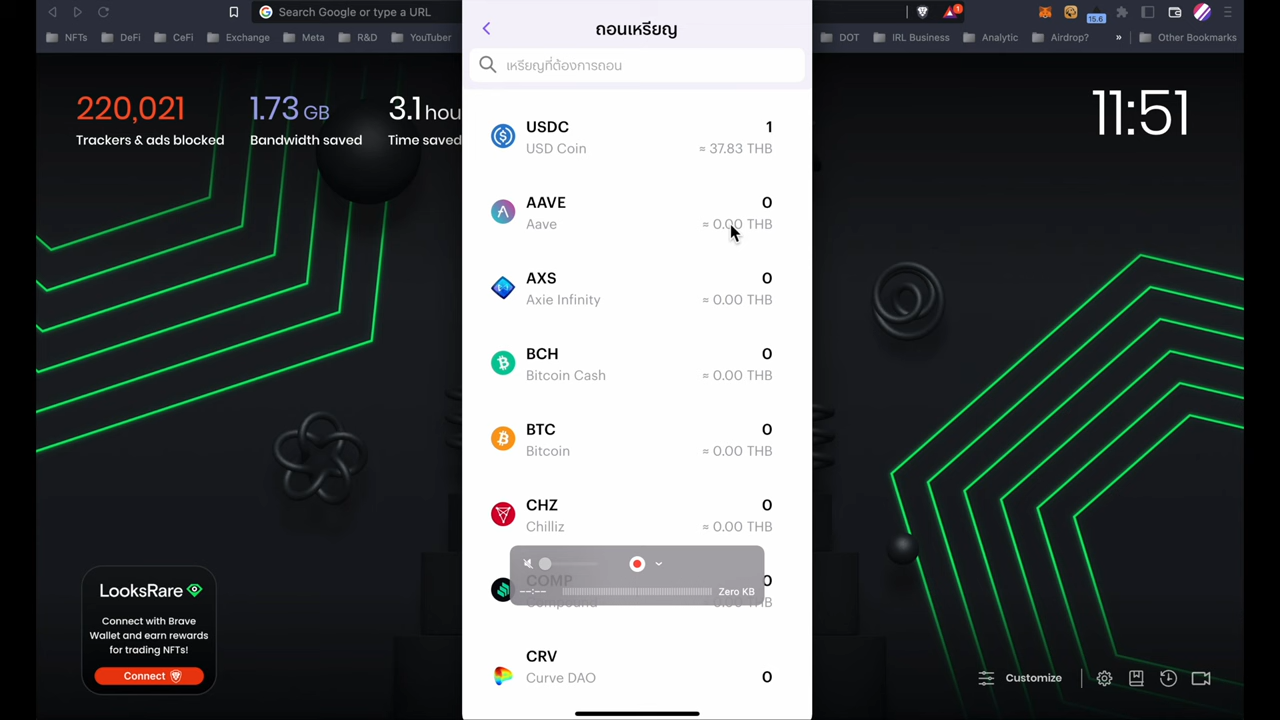 Search Google or type a URL
1
15.6
NFTs
DeFi
CeFi
Exchange
Meta
R&D
YouTube
DOT
IRL Business
Analytic
Airdrop?
»
Other Bookmarks
220,021
Trackers & ads blocked
1.73 GB
Bandwidth saved
3.1 hou
Time saved
11:51
ถอนเหรียญ
เหรียญที่ต้องการถอน
USDC
1
USD Coin
≈ 37.83 THB
AAVE
0
Aave
≈ 0.00 THB
AXS
0
Axie Infinity
≈ 0.00 THB
BCH
0
Bitcoin Cash
≈ 0.00 THB
BTC
0
Bitcoin
≈ 0.00 THB
CHZ
0
Chilliz
≈ 0.00 THB
COMP
0
Compound
--:--
Zero KB
CRV
Curve DAO
0
LooksRare
Connect with Brave
Wallet and earn rewards
for trading NFTs!
Connect
Customize